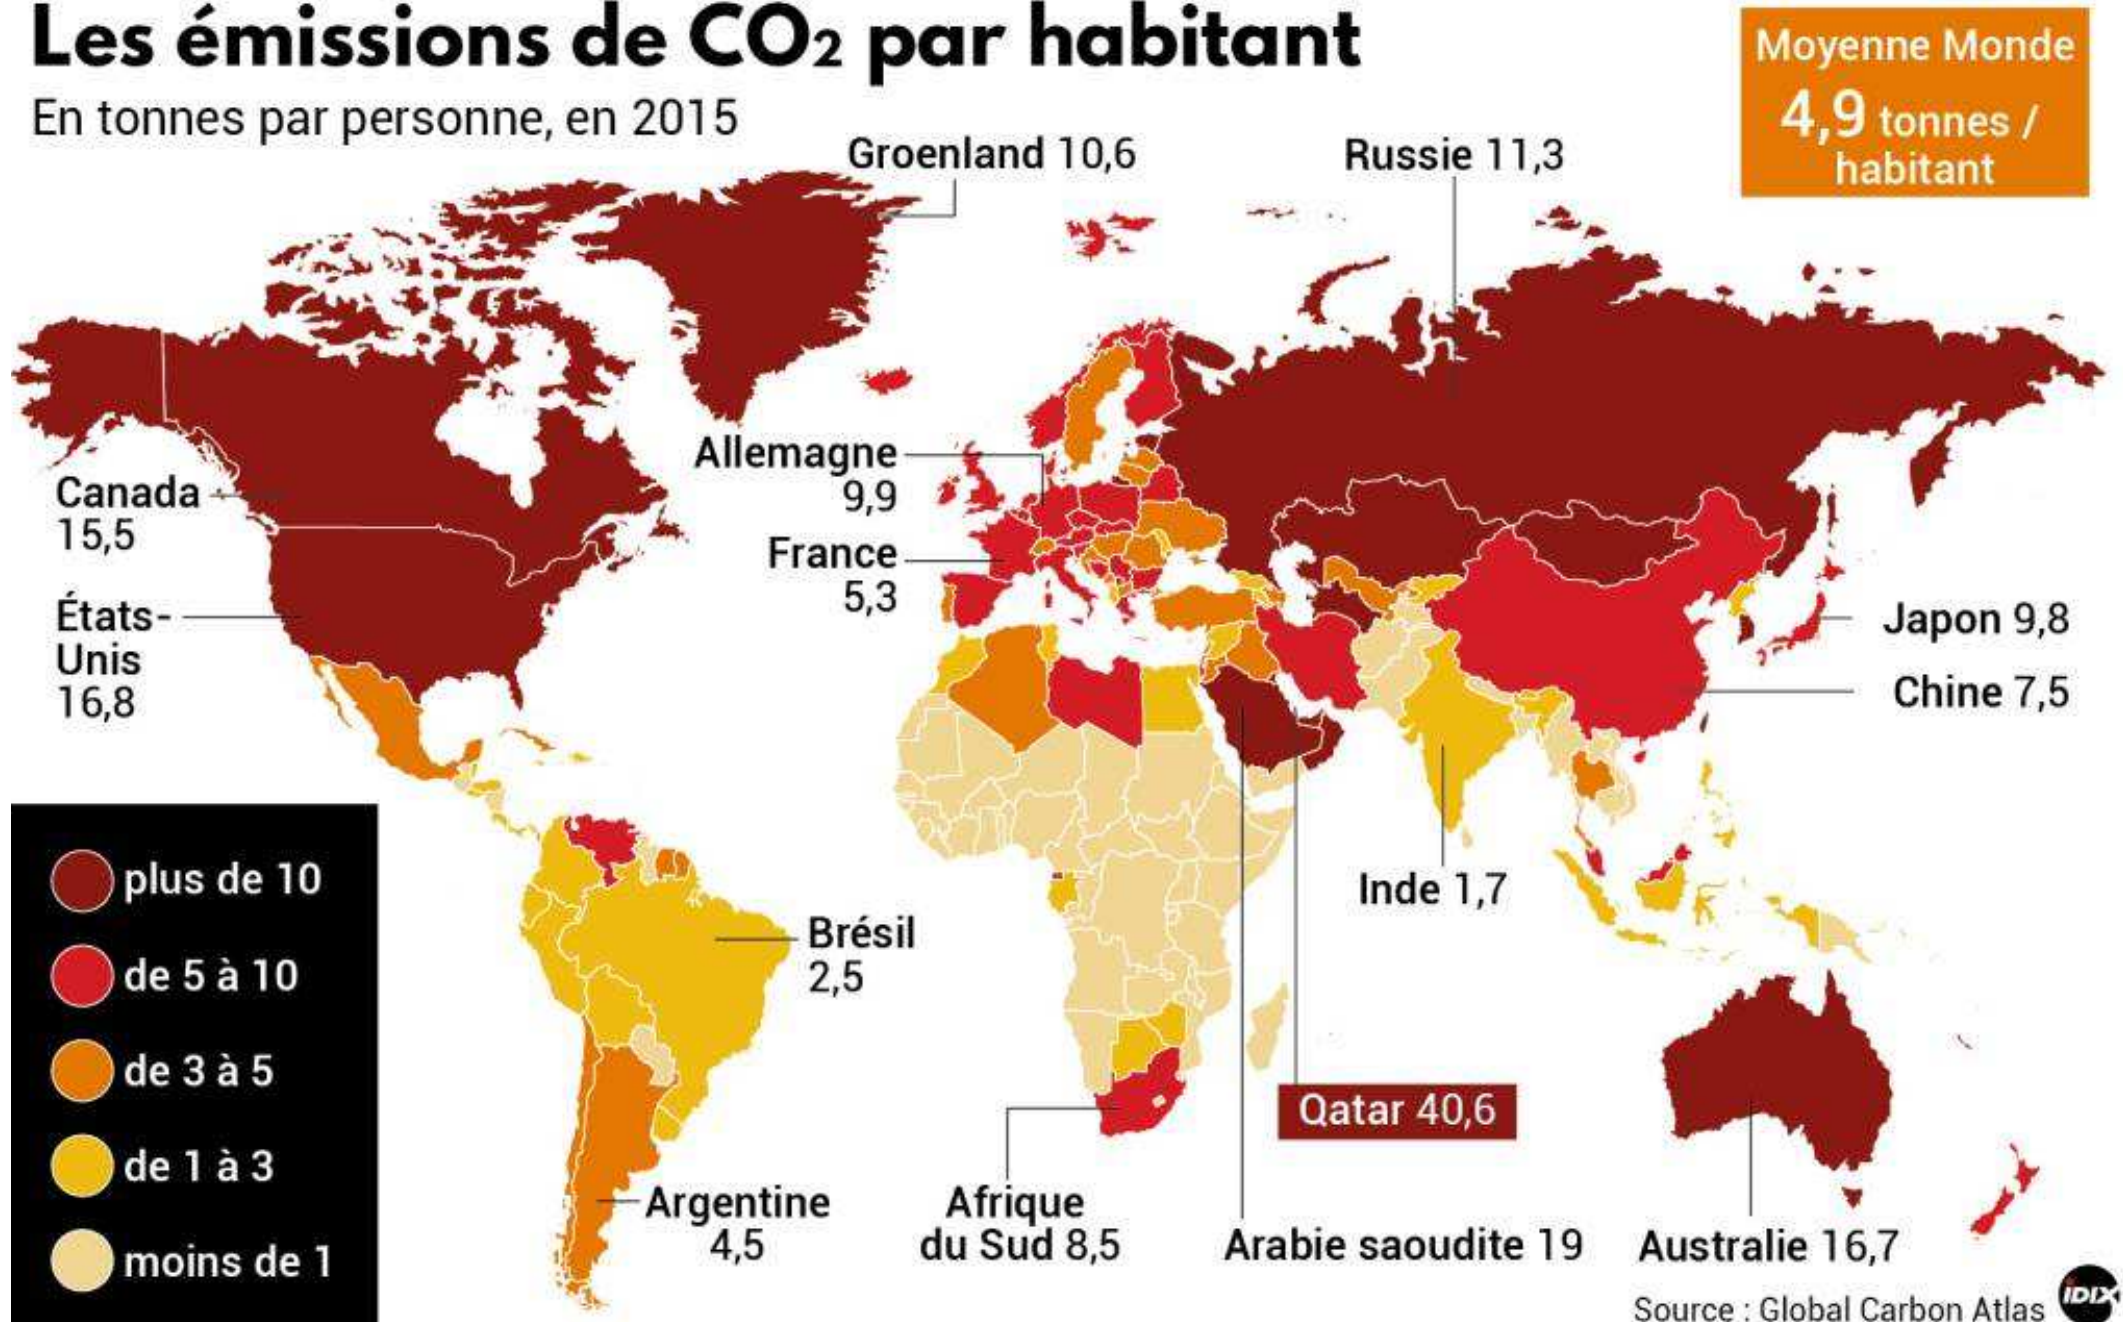 Les émissions de CO₂ par habitant
En tonnes par personne, en 2015
Moyenne Monde
4,9 tonnes /
habitant
Groenland 10,6
Russie 11,3
Canada
15,5
États-
Unis
16,8
Allemagne
9,9
France
5,3
Japon 9,8
Chine 7,5
Inde 1,7
Brésil
2,5
Argentine
4,5
Afrique
du Sud 8,5
Qatar 40,6
Arabie saoudite 19
Australie 16,7
plus de 10
de 5 à 10
de 3 à 5
de 1 à 3
moins de 1
Source : Global Carbon Atlas
iDIX